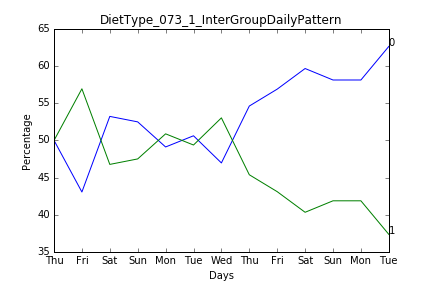 DietType_073_1_InterGroupDailyPattern
65
60
55
50
45
40
35
Percentage
0
1
Thu Fri Sat Sun Mon Tue Wed Thu Fri Sat Sun Mon Tue
Days